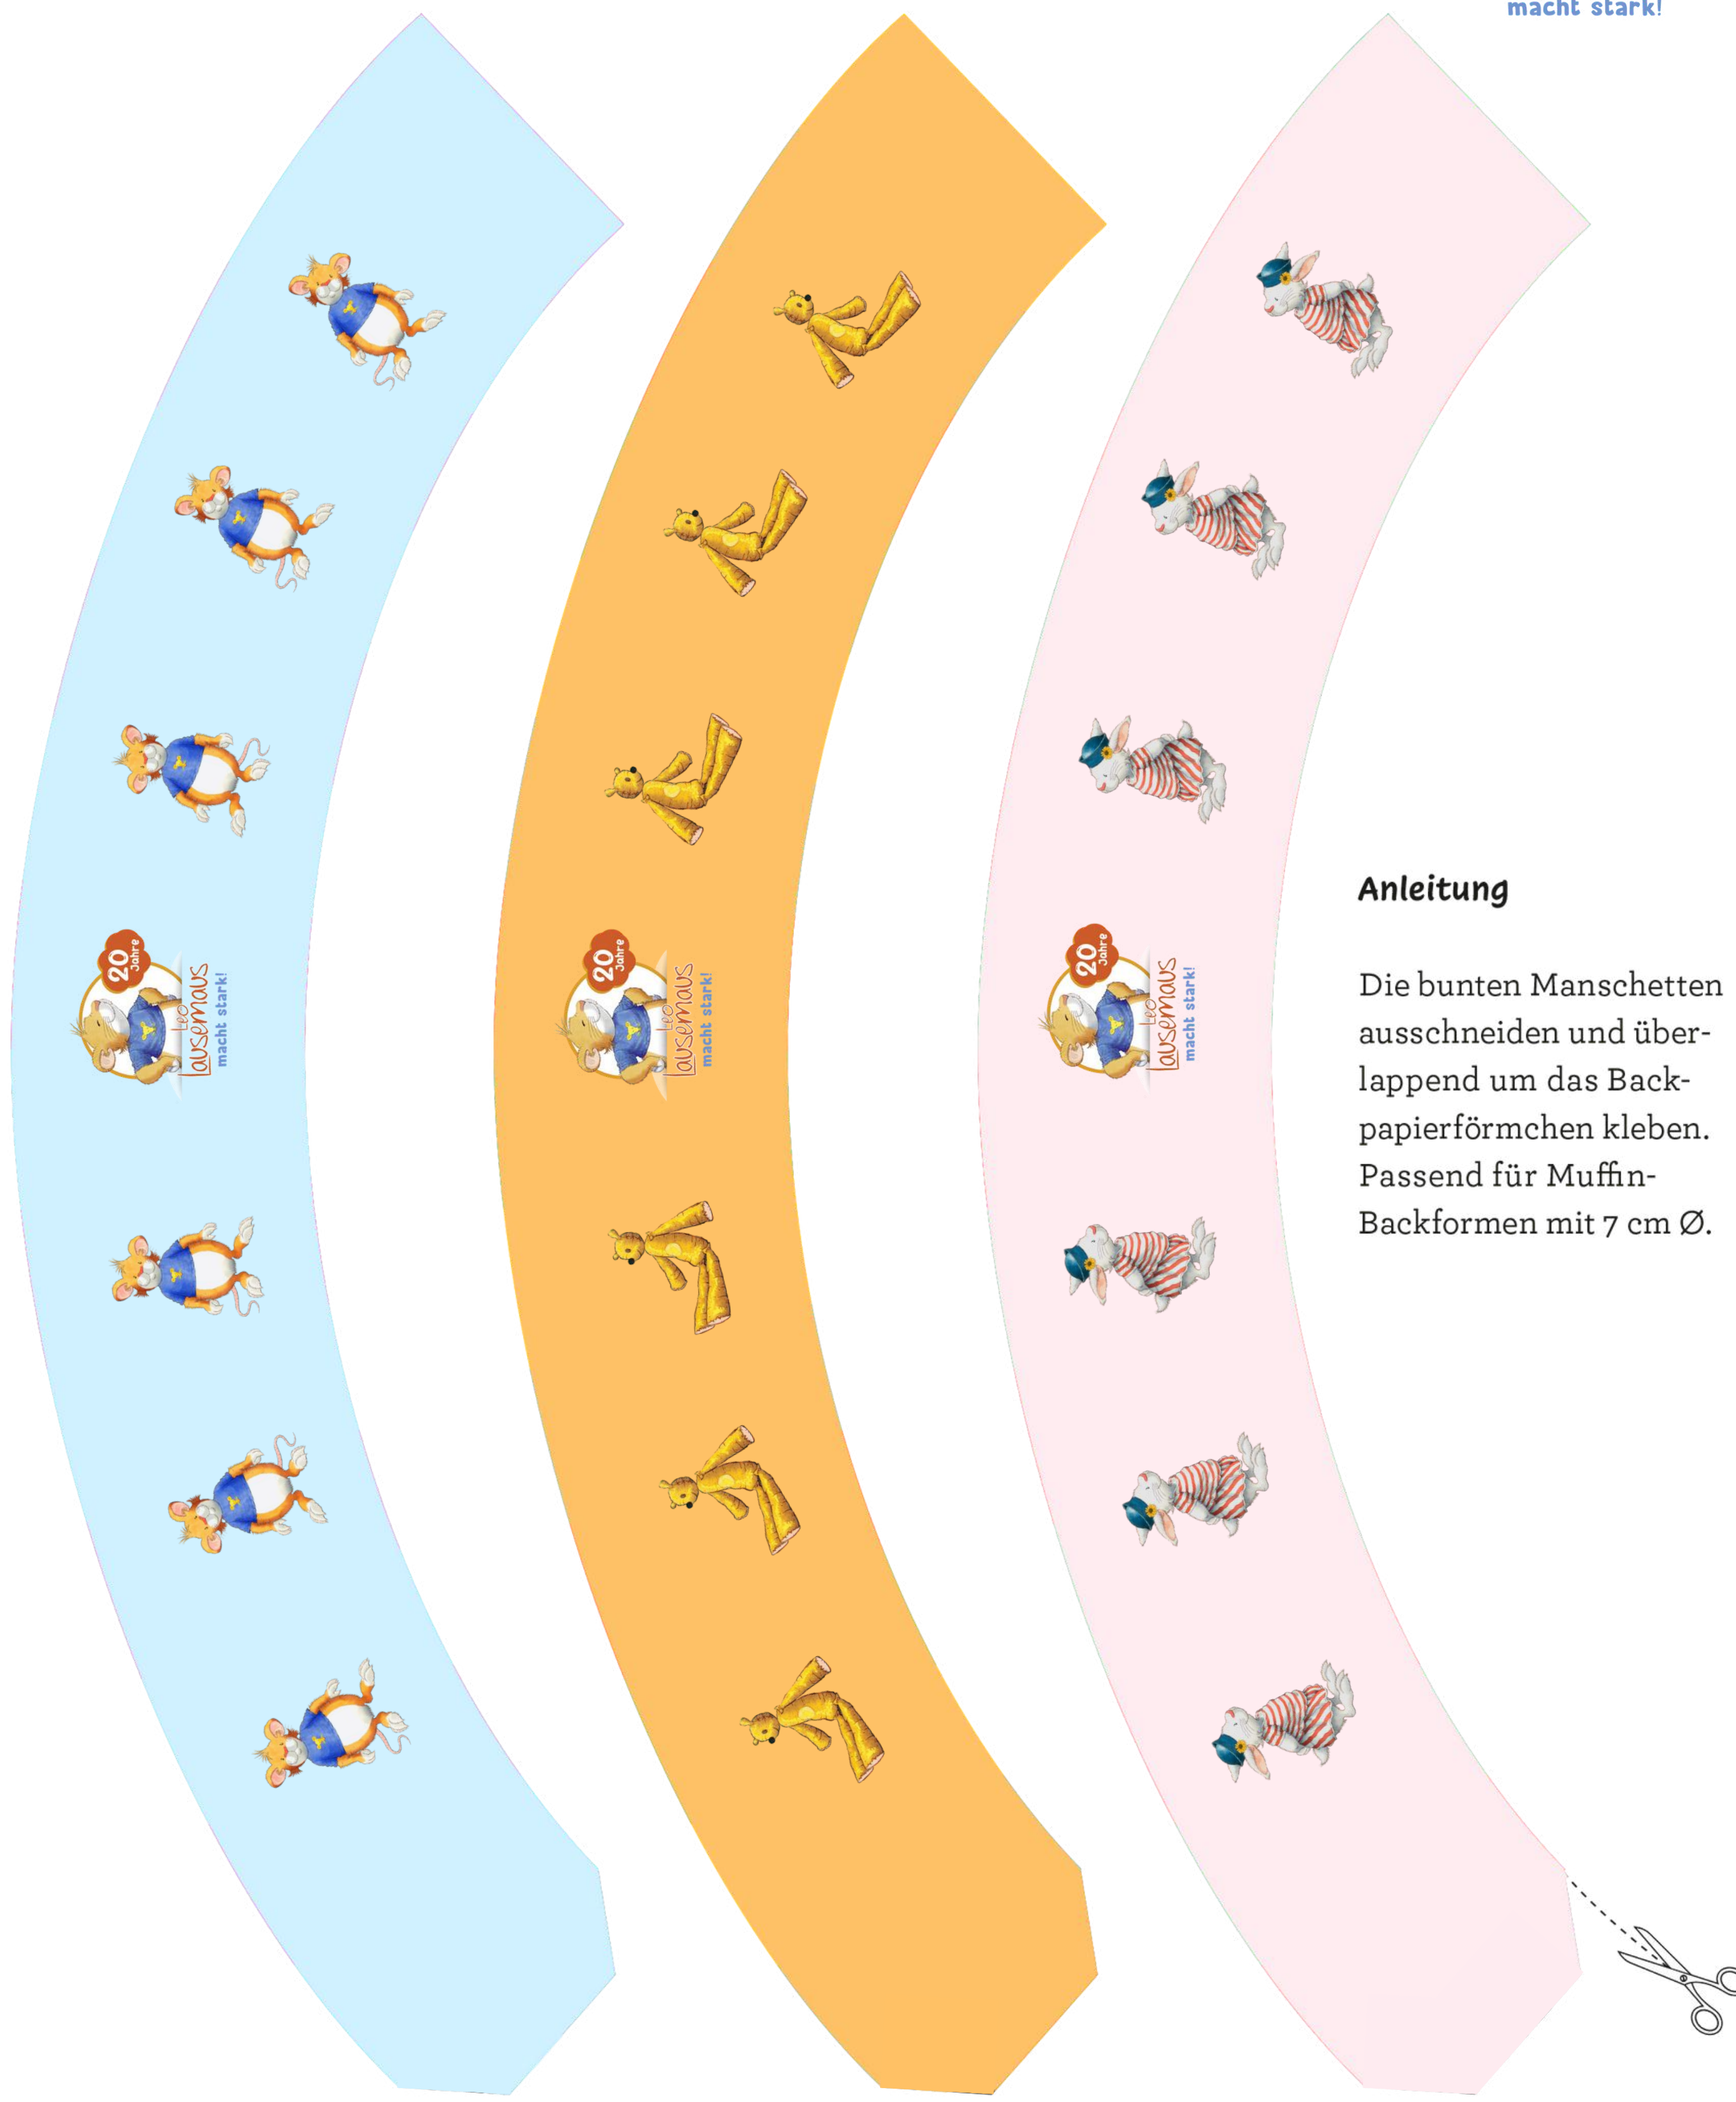 macht stark!
20
Jahre
Leo
Lausemaus
macht stark!
20
Jahre
Leo
Lausemaus
macht stark!
20
Jahre
Leo
Lausemaus
macht stark!
Anleitung
Die bunten Manschetten
ausschneiden und über-
lappend um das Back-
papierförmchen kleben.
Passend für Muffin-
Backformen mit 7 cm Ø.